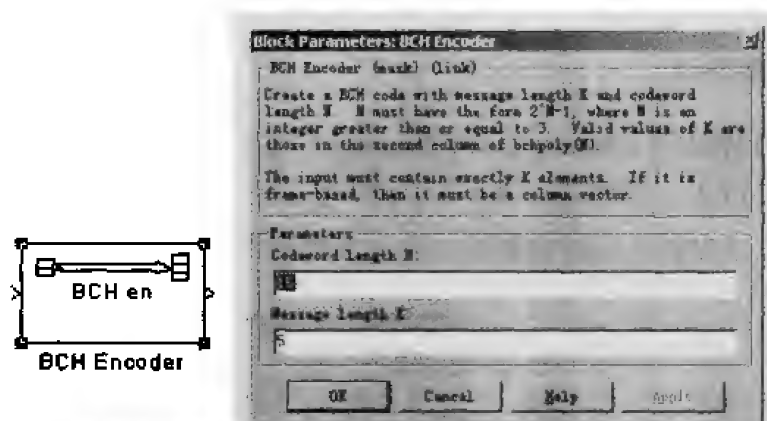 Block Parameters: BCH Encoder
BCH Encoder (mask) (link)
Create a BCH code with message length K and codeword
length N. N must have the form 2^M-1, where M is an
integer greater than or equal to 3. Valid values of K are
those in the second column of bchpoly(N).
The input must contain exactly K elements. If it is
frame-based, then it must be a column vector.
Parameters
Codeword length N:
Message length K:
5
OK
Cancel
Help
Apply
BCH en
BCH Encoder